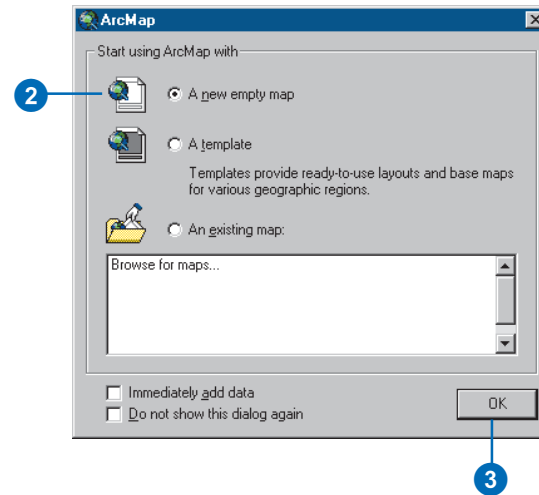 ArcMap
Start using ArcMap with
2
A new empty map
A template
Templates provide ready-to-use layouts and base maps
for various geographic regions.
An existing map:
Browse for maps...
Immediately add data
Do not show this dialog again
OK
3